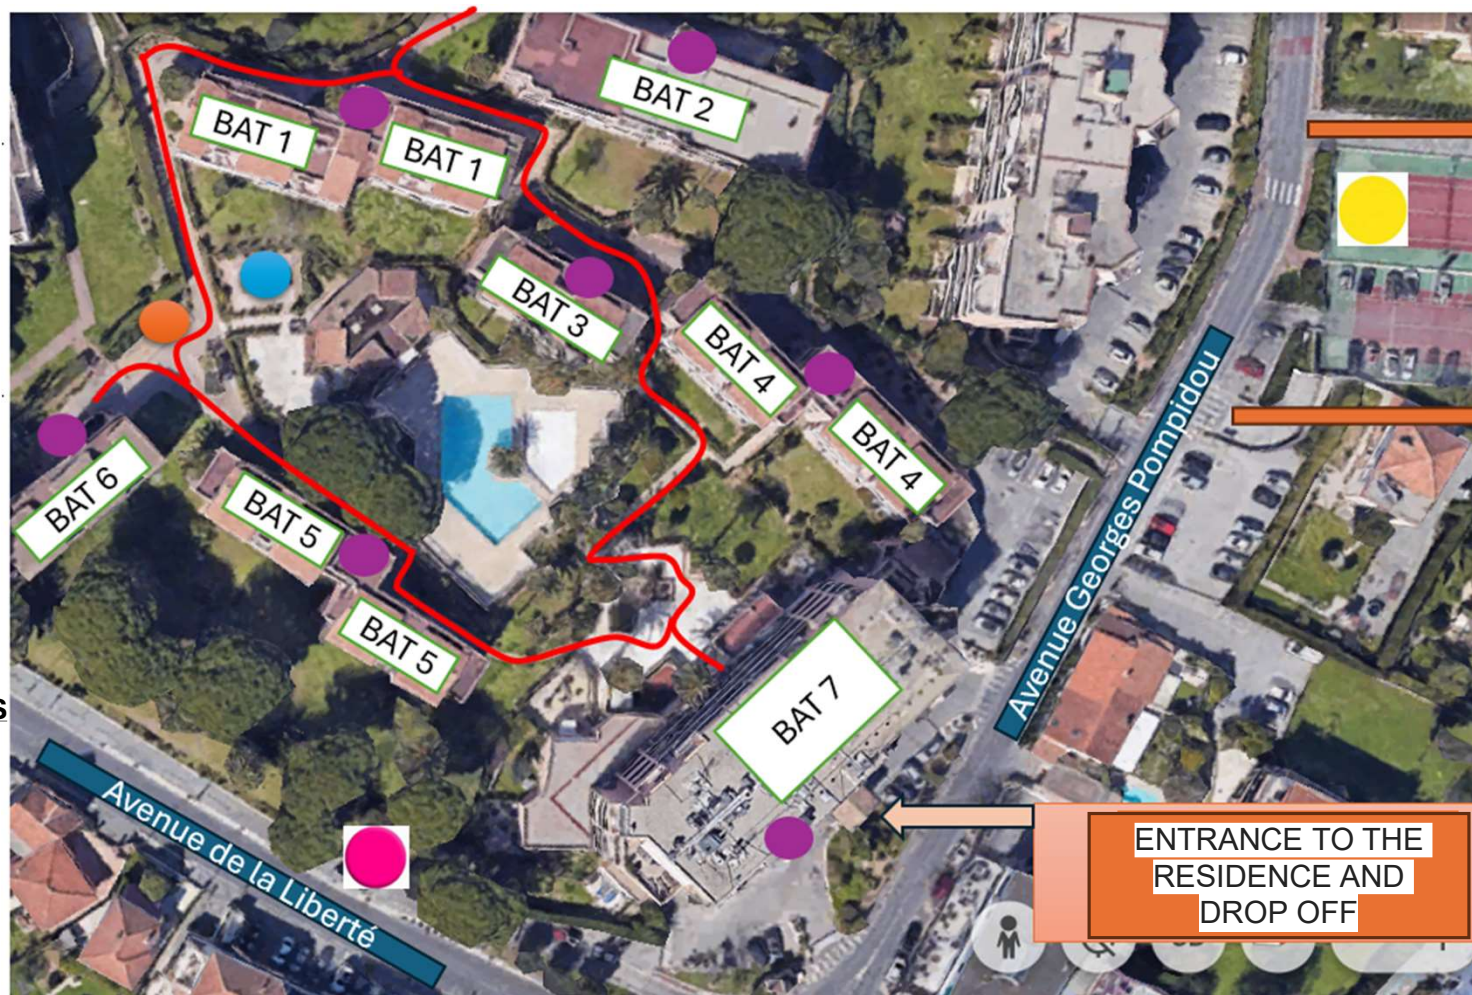 BAT 2
BAT 1
BAT 1
BAT 3
BAT 4
BAT 4
BAT 6
BAT 5
BAT 5
BAT 7
Avenue Georges Pompidou
Avenue de la Liberté
s
ENTRANCE TO THE
RESIDENCE AND
DROP OFF